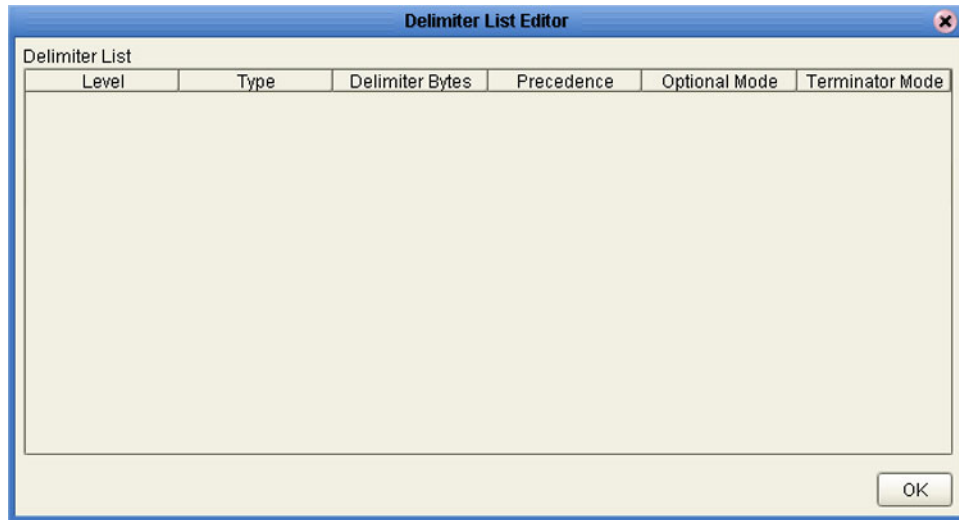 Delimiter List Editor
Delimiter List
Level Type Delimiter Bytes Precedence Optional Mode Terminator Mode
OK